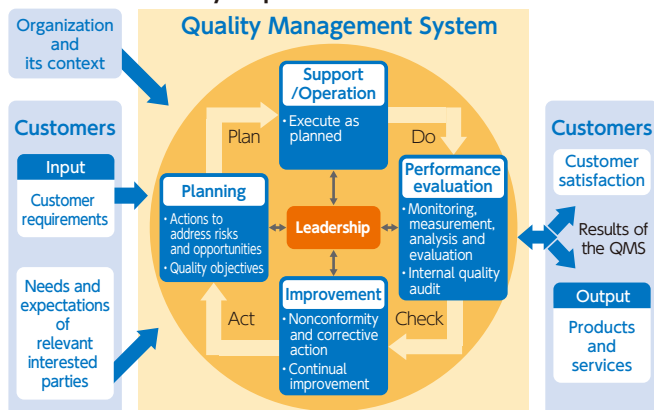 Quality Management System
Organization
and
its context
Customers
Input
Customer
requirements
Needs and
expectations
of
relevant
interested
parties
Plan
Support
/Operation
・Execute as
planned
Do
Planning
・Actions to
address risks
and opportunities
・Quality objectives
Leadership
Performance
evaluation
・Monitoring,
measurement,
analysis and
evaluation
・Internal quality
audit
Act
Improvement
・Nonconformity
and corrective
action
・Continual
improvement
Check
Customers
Customer
satisfaction
Results of
the QMS
Output
Products
and
services